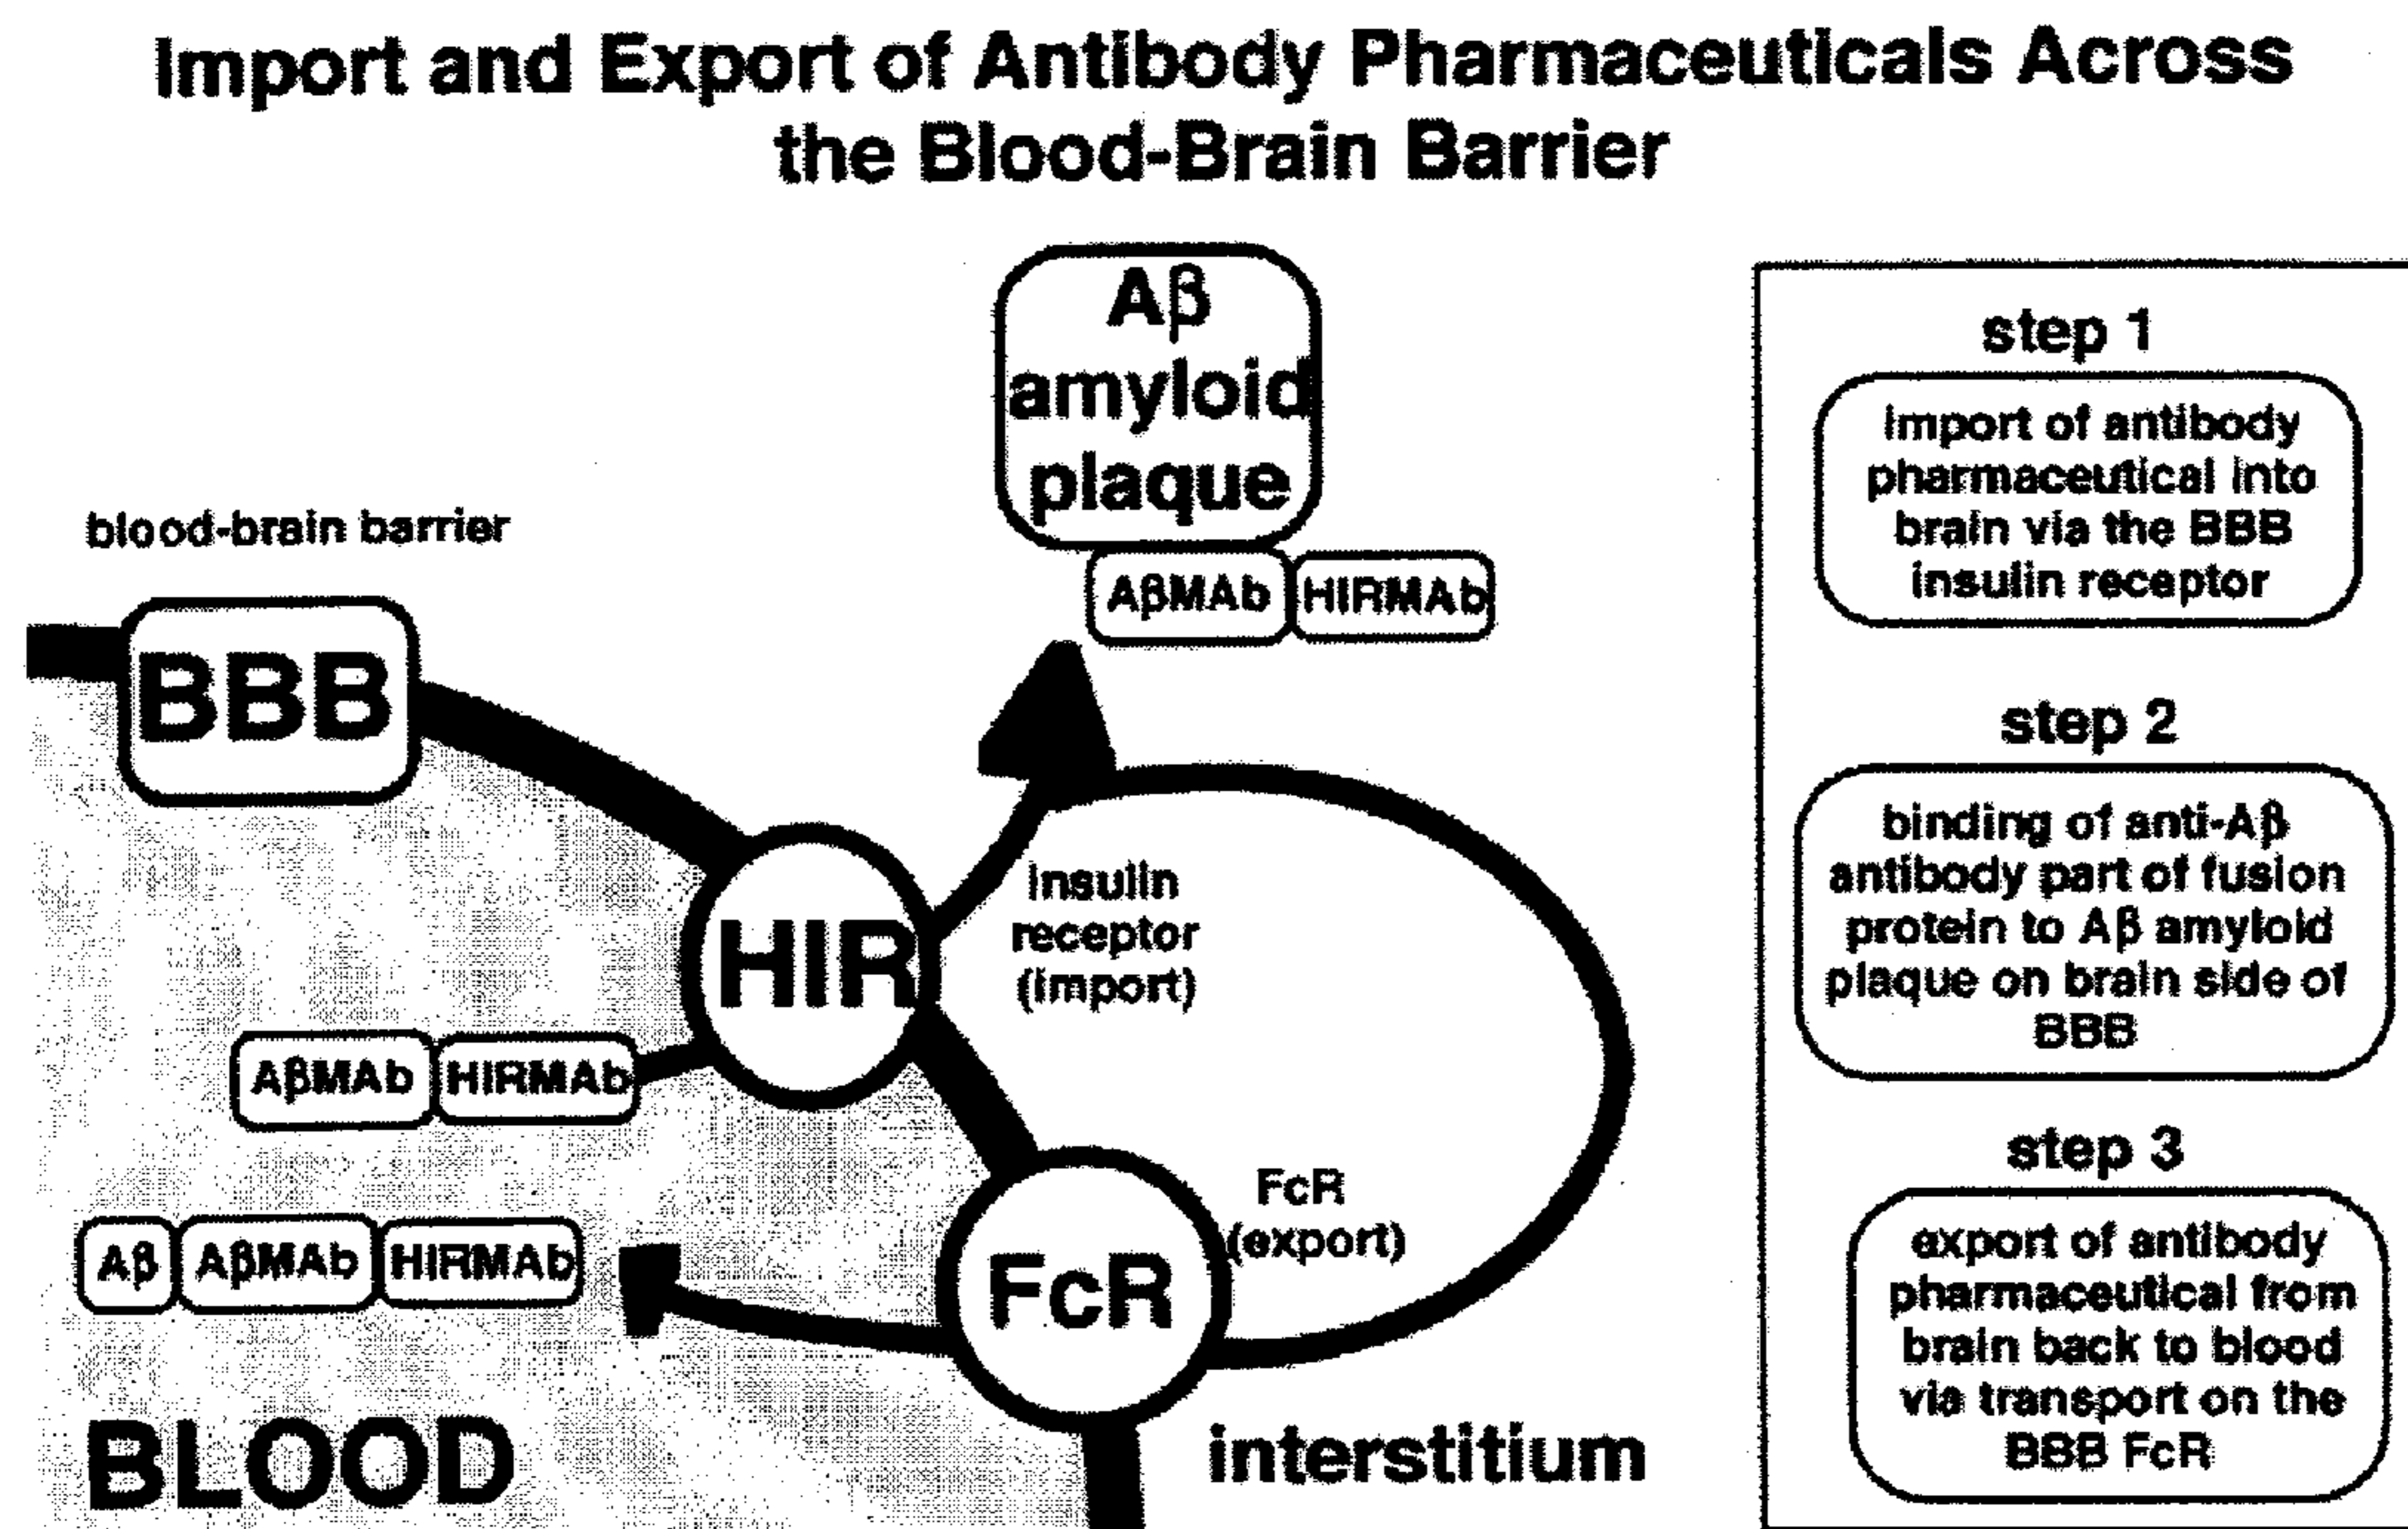 Import and Export of Antibody Pharmaceuticals Across
the Blood-Brain Barrier
Aβ
amyloid
plaque
AβMAb HIRMAb
blood-brain barrier
BBB
HIR
insulin
receptor
(import)
AβMAb HIRMAb
FcR
(export)
FcR
Aβ AβMAb HIRMAb
BLOOD
interstitium
step 1
import of antibody
pharmaceutical into
brain via the BBB
insulin receptor
step 2
binding of anti-Aβ
antibody part of fusion
protein to Aβ amyloid
plaque on brain side of
BBB
step 3
export of antibody
pharmaceutical from
brain back to blood
via transport on the
BBB FcR